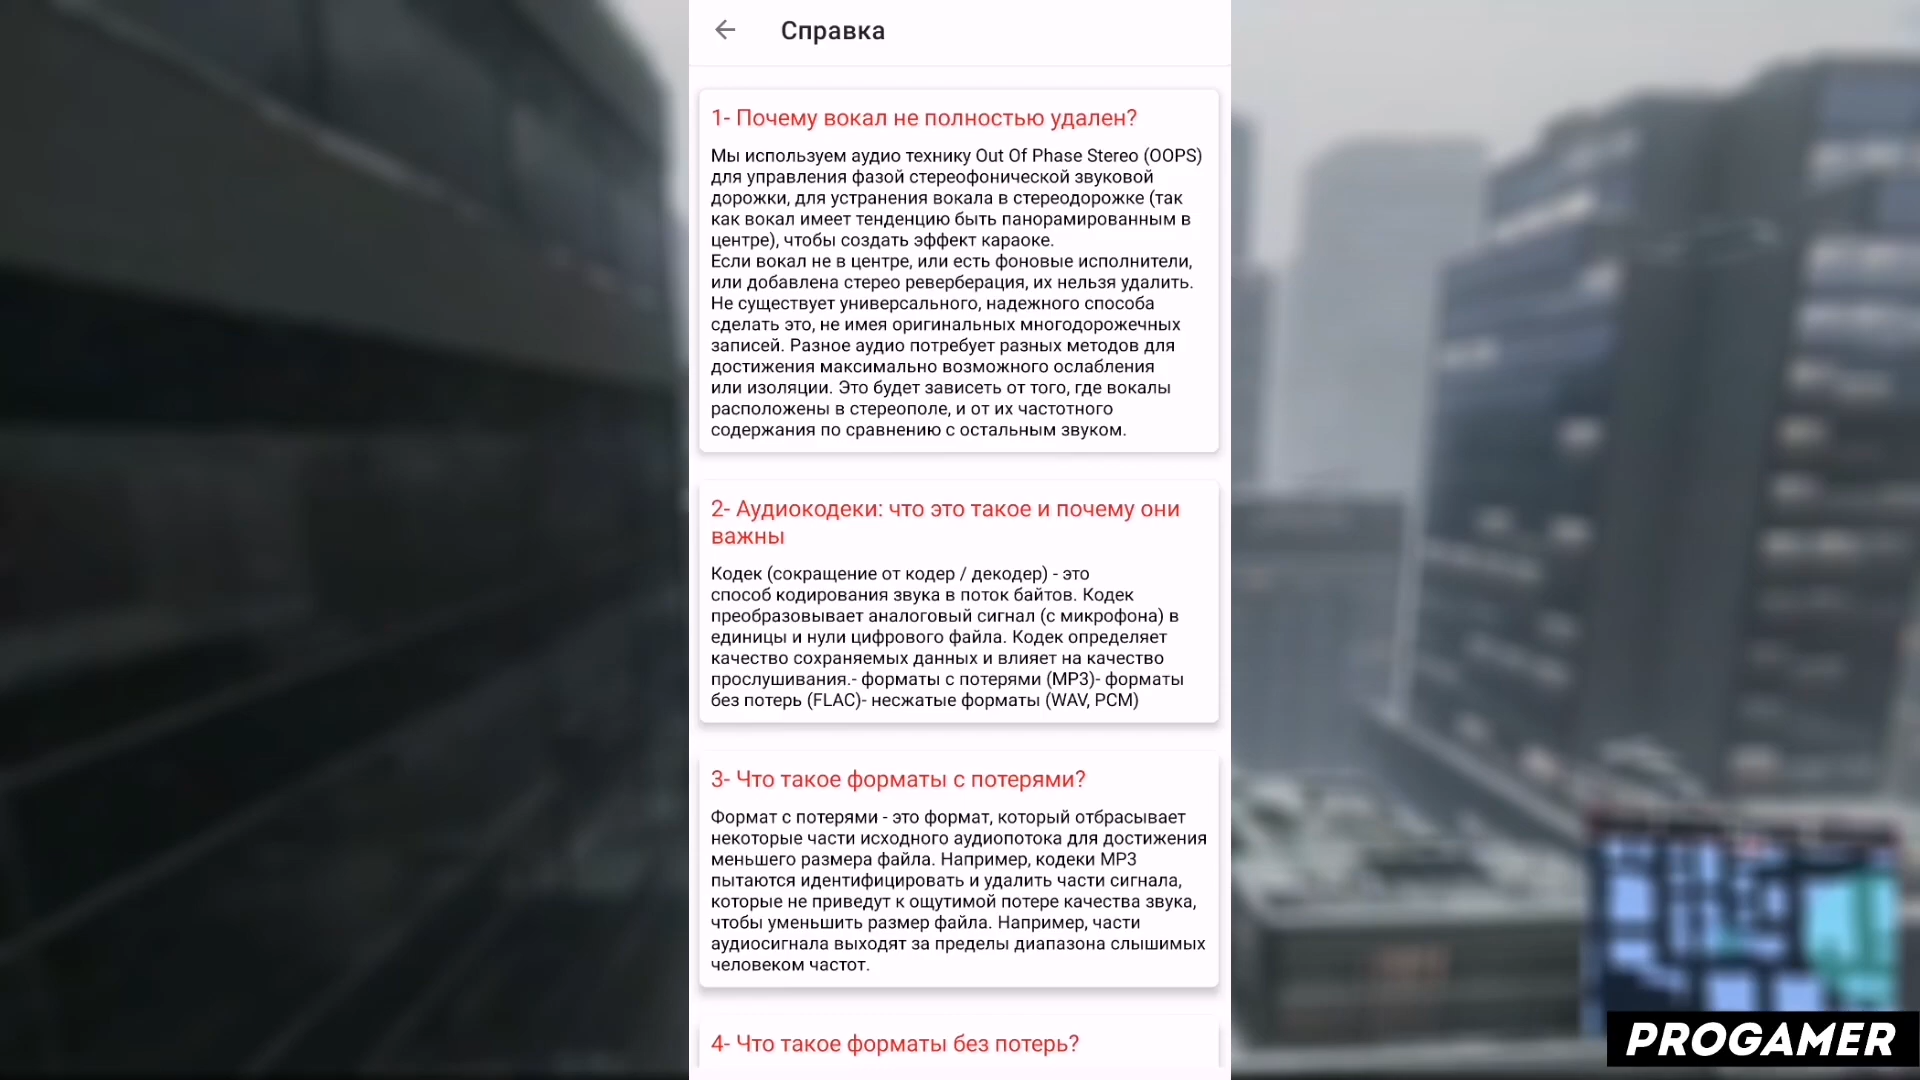 Справка
1- Почему вокал не полностью удален?
Мы используем аудио технику Out Of Phase Stereo (OOPS)
для управления фазой стереофонической звуковой
дорожки, для устранения вокала в стереодорожке (так
как вокал имеет тенденцию быть панорамированным в
центре), чтобы создать эффект караоке.
Если вокал не в центре, или есть фоновые исполнители,
или добавлена стерео реверберация, их нельзя удалить.
Не существует универсального, надежного способа
сделать это, не имея оригинальных многодорожечных
записей. Разное аудио потребует разных методов для
достижения максимально возможного ослабления
или изоляции. Это будет зависеть от того, где вокалы
расположены в стереополе, и от их частотного
содержания по сравнению с остальным звуком.
2- Аудиокодеки: что это такое и почему они
важны
Кодек (сокращение от кодер / декодер) - это
способ кодирования звука в поток байтов. Кодек
преобразовывает аналоговый сигнал (с микрофона) в
единицы и нули цифрового файла. Кодек определяет
качество сохраняемых данных и влияет на качество
прослушивания.- форматы с потерями (MP3)- форматы
без потерь (FLAC)- несжатые форматы (WAV, PCM)
3- Что такое форматы с потерями?
Формат с потерями - это формат, который отбрасывает
некоторые части исходного аудиопотока для достижения
меньшего размера файла. Например, кодеки MP3
пытаются идентифицировать и удалить части сигнала,
которые не приведут к ощутимой потере качества звука,
чтобы уменьшить размер файла. Например, части
аудиосигнала выходят за пределы диапазона слышимых
человеком частот.
4- Что такое форматы без потерь?
PROGAMER